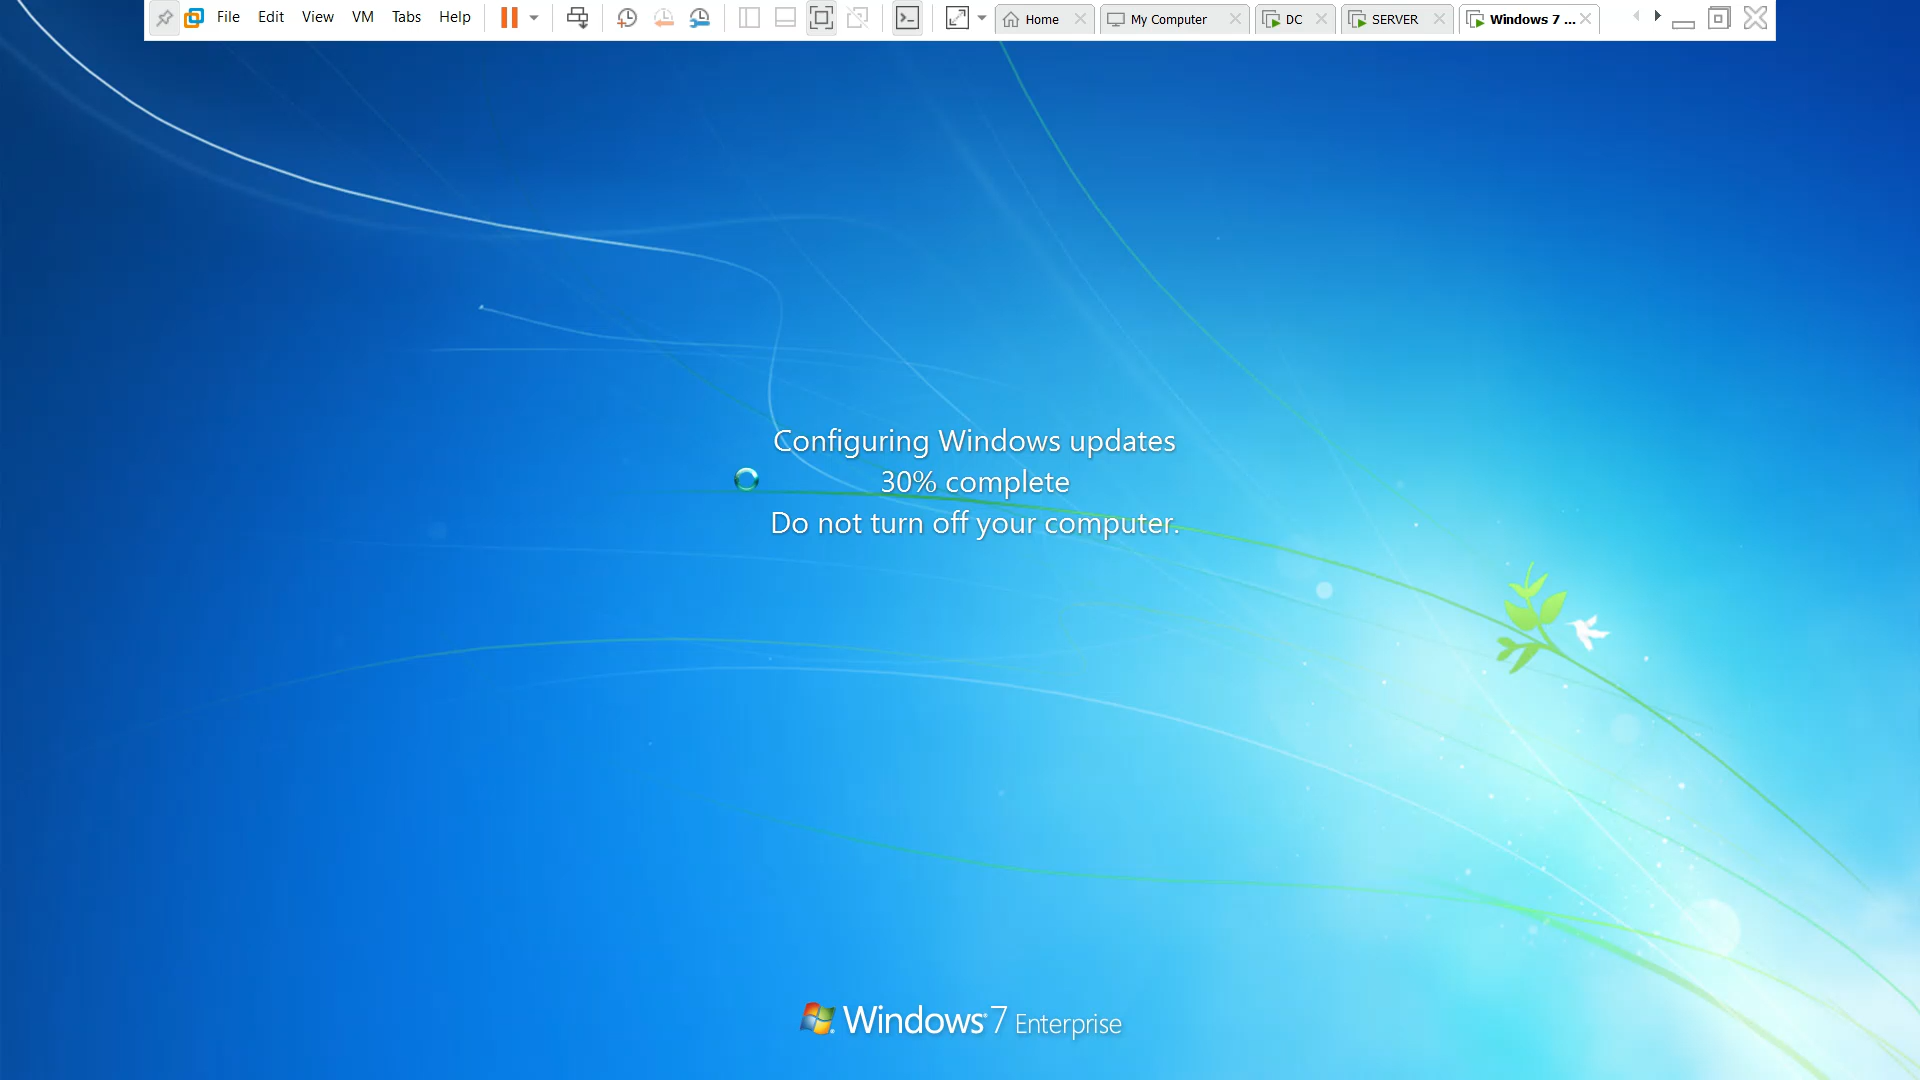 File Edit View VM Tabs Help Home My Computer DC SERVER Windows 7 ...
Configuring Windows updates
30% complete
Do not turn off your computer.
Windows 7 Enterprise